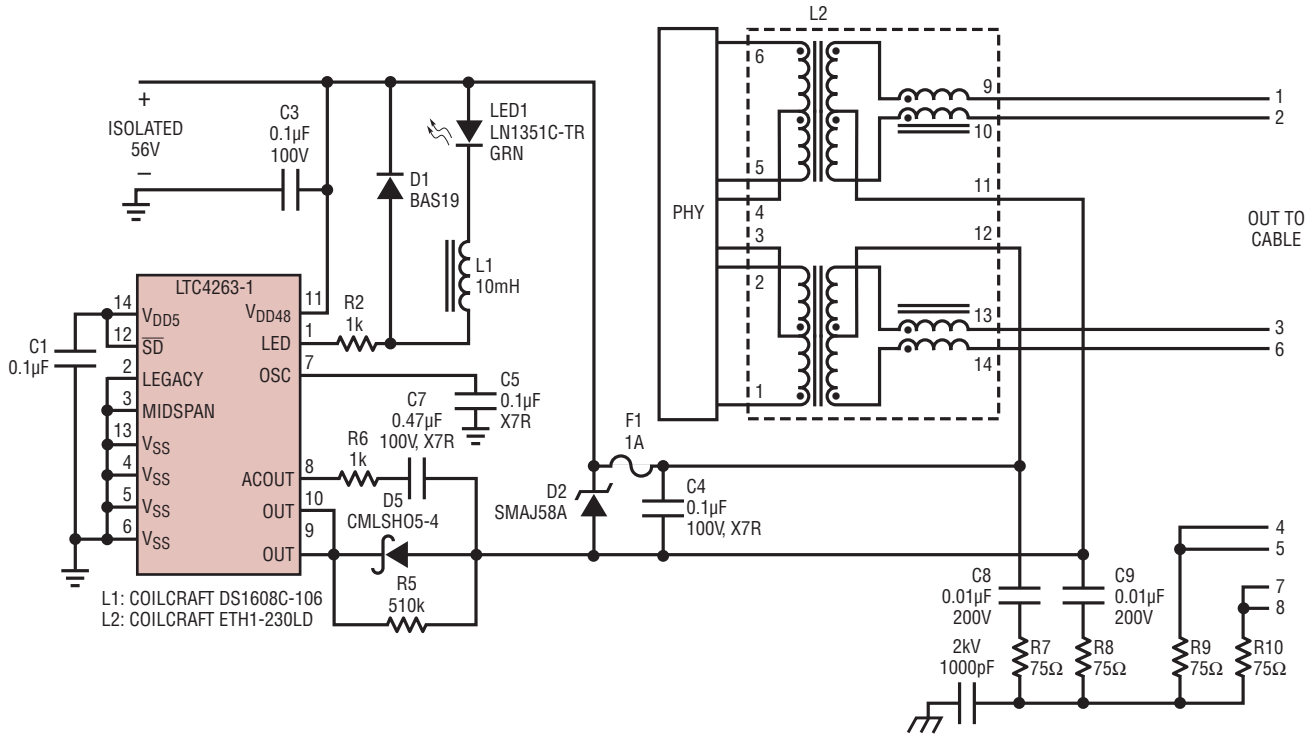 L2
6
5
4
3
2
1
PHY
9
10
11
12
13
14
1
2
OUT TO
CABLE
3
6
+
ISOLATED
56V
–
C3
0.1µF
100V
D1
BAS19
LED1
LN1351C-TR
GRN
L1
10mH
R2
1k
LTC4263-1
14
VDD5
12
SD
2
LEGACY
3
MIDSPAN
13
VSS
4
VSS
5
VSS
6
VSS
VDD48
11
LED
1
OSC
7
ACOUT
8
OUT
10
OUT
9
C1
0.1µF
C5
0.1µF
X7R
C7
0.47µF
100V, X7R
R6
1k
D5
CMLSH05-4
R5
510k
F1
1A
D2
SMAJ58A
C4
0.1µF
100V, X7R
C8
0.01µF
200V
C9
0.01µF
200V
4
5
7
8
2kV
1000pF
R7
75Ω
R8
75Ω
R9
75Ω
R10
75Ω
L1: COILCRAFT DS1608C-106
L2: COILCRAFT ETH1-230LD